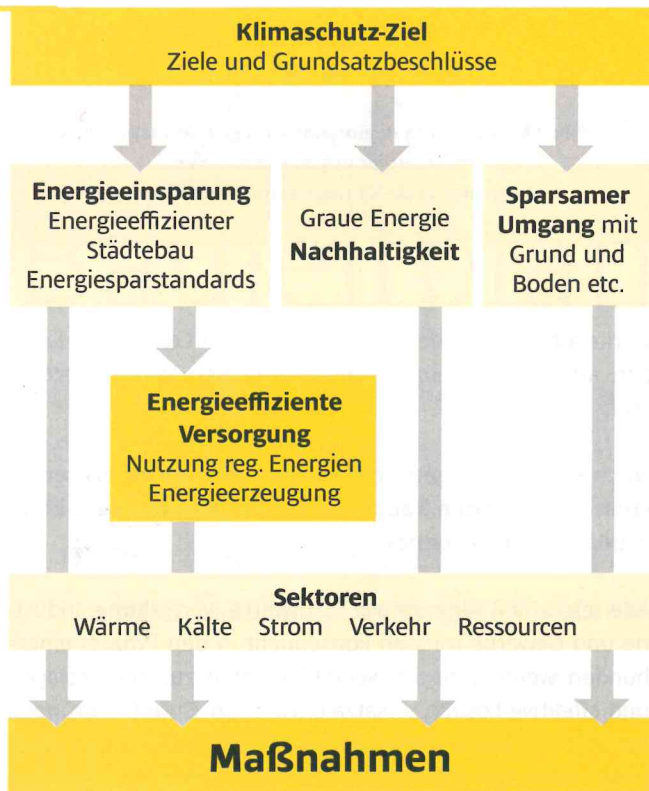 Klimaschutz-Ziel
Ziele und Grundsatzbeschlüsse
Energieeinsparung
Energieeffizienter
Städtebau
Energiesparstandards
Graue Energie
Nachhaltigkeit
Sparsamer
Umgang mit
Grund und
Boden etc.
Energieeffiziente
Versorgung
Nutzung reg. Energien
Energieerzeugung
Sektoren
Wärme Kälte Strom Verkehr Ressourcen
Maßnahmen